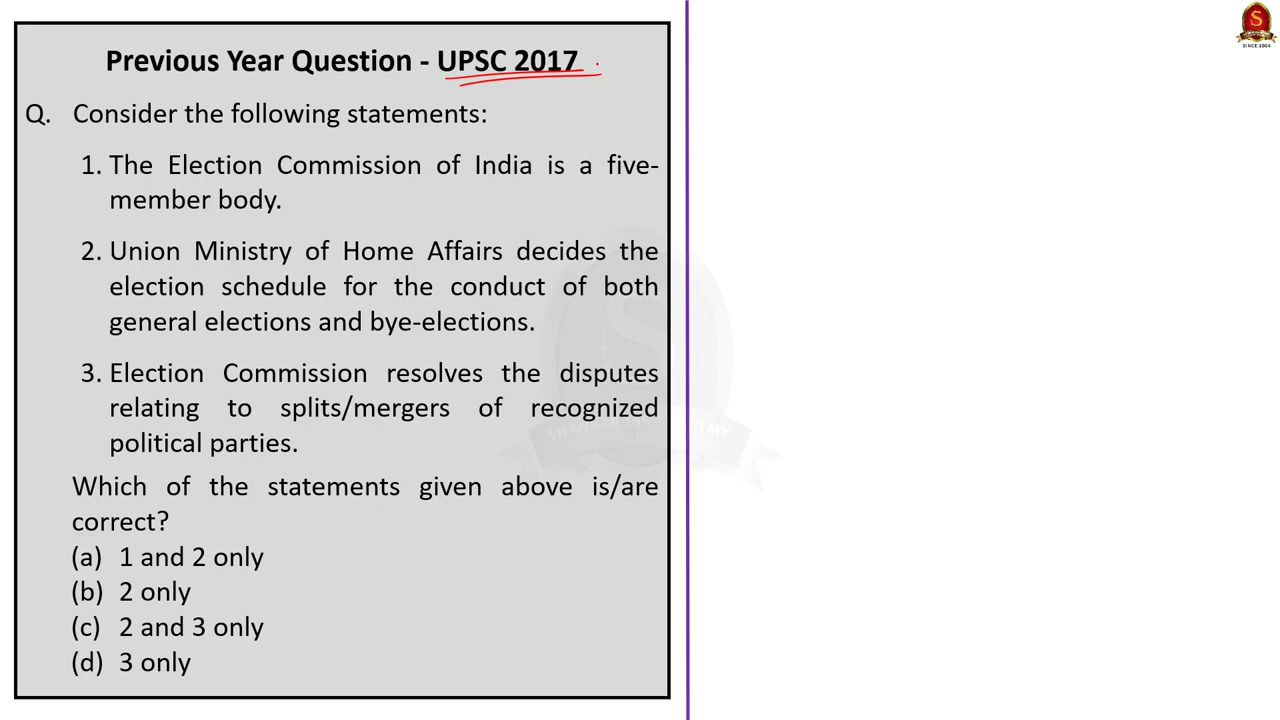 Previous Year Question - UPSC 2017
Q. Consider the following statements:
1. The Election Commission of India is a five-
member body.
2. Union Ministry of Home Affairs decides the
election schedule for the conduct of both
general elections and bye-elections.
3. Election Commission resolves the disputes
relating to splits/mergers of recognized
political parties.
Which of the statements given above is/are
correct?
(a) 1 and 2 only
(b) 2 only
(c) 2 and 3 only
(d) 3 only
S
SINCE 2004